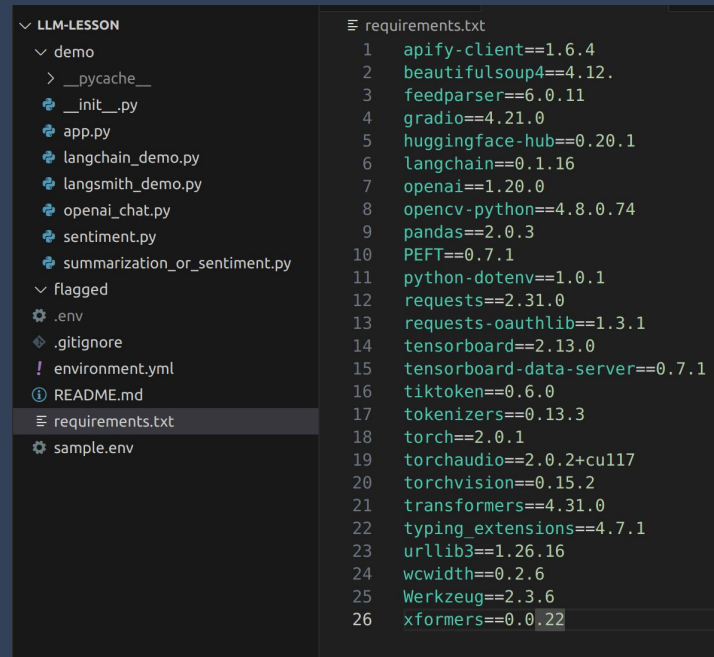 LLM-LESSON
demo
__pycache__
__init__.py
app.py
langchain_demo.py
langsmith_demo.py
openai_chat.py
sentiment.py
summarization_or_sentiment.py
flagged
.env
.gitignore
! environment.yml
README.md
requirements.txt
sample.env
requirements.txt
1 apify-client==1.6.4
2 beautifulsoup4==4.12.
3 feedparser==6.0.11
4 gradio==4.21.0
5 huggingface-hub==0.20.1
6 langchain==0.1.16
7 openai==1.20.0
8 opencv-python==4.8.0.74
9 pandas==2.0.3
10 PEFT==0.7.1
11 python-dotenv==1.0.1
12 requests==2.31.0
13 requests-oauthlib==1.3.1
14 tensorboard==2.13.0
15 tensorboard-data-server==0.7.1
16 tiktoken==0.6.0
17 tokenizers==0.13.3
18 torch==2.0.1
19 torchaudio==2.0.2+cu117
20 torchvision==0.15.2
21 transformers==4.31.0
22 typing_extensions==4.7.1
23 urllib3==1.26.16
24 wcwidth==0.2.6
25 Werkzeug==2.3.6
26 xformers==0.0.22